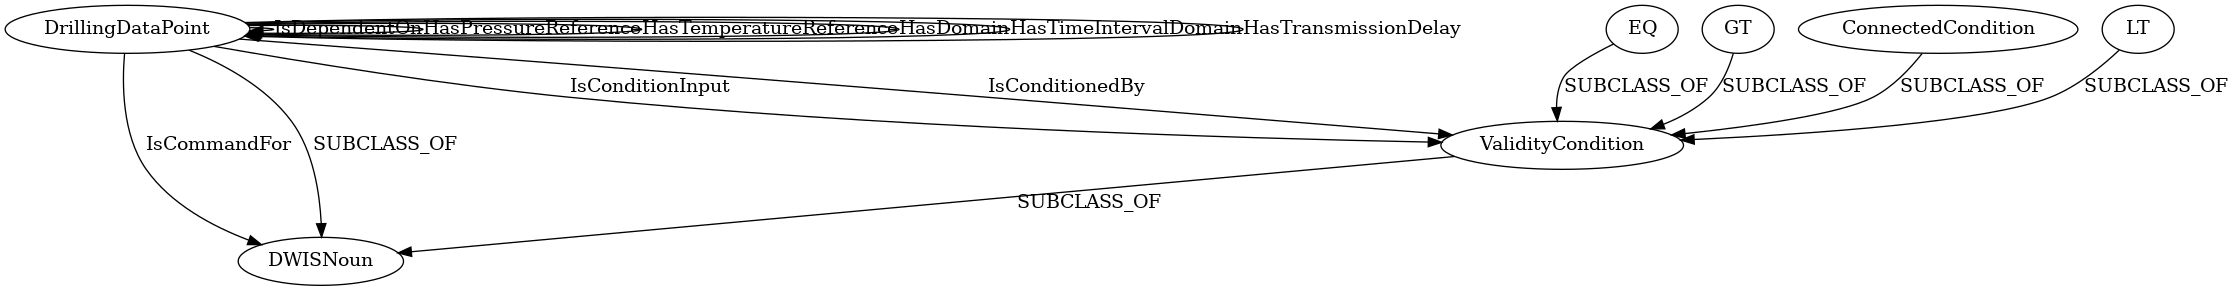 DrillingDataPoint
IsDependentOn
HasPressureReference
HasTemperatureReference
HasDomain
HasTimeIntervalDomain
HasTransmissionDelay
EQ
GT
ConnectedCondition
LT
IsConditionInput
IsConditionedBy
SUBCLASS_OF
SUBCLASS_OF
SUBCLASS_OF
SUBCLASS_OF
IsCommandFor
SUBCLASS_OF
ValidityCondition
SUBCLASS_OF
DWISNoun